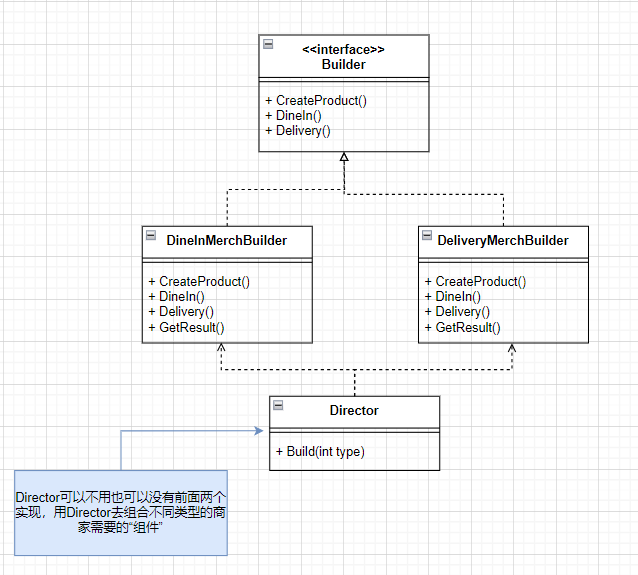 <<interface>>
Builder
+ CreateProduct()
+ DineIn()
+ Delivery()
DineInMerchBuilder
+ CreateProduct()
+ DineIn()
+ Delivery()
+ GetResult()
DeliveryMerchBuilder
+ CreateProduct()
+ DineIn()
+ Delivery()
+ GetResult()
Director
+ Build(int type)
Director可以不用也可以没有前面两个
实现，用Director去组合不同类型的商
家需要的“组件”